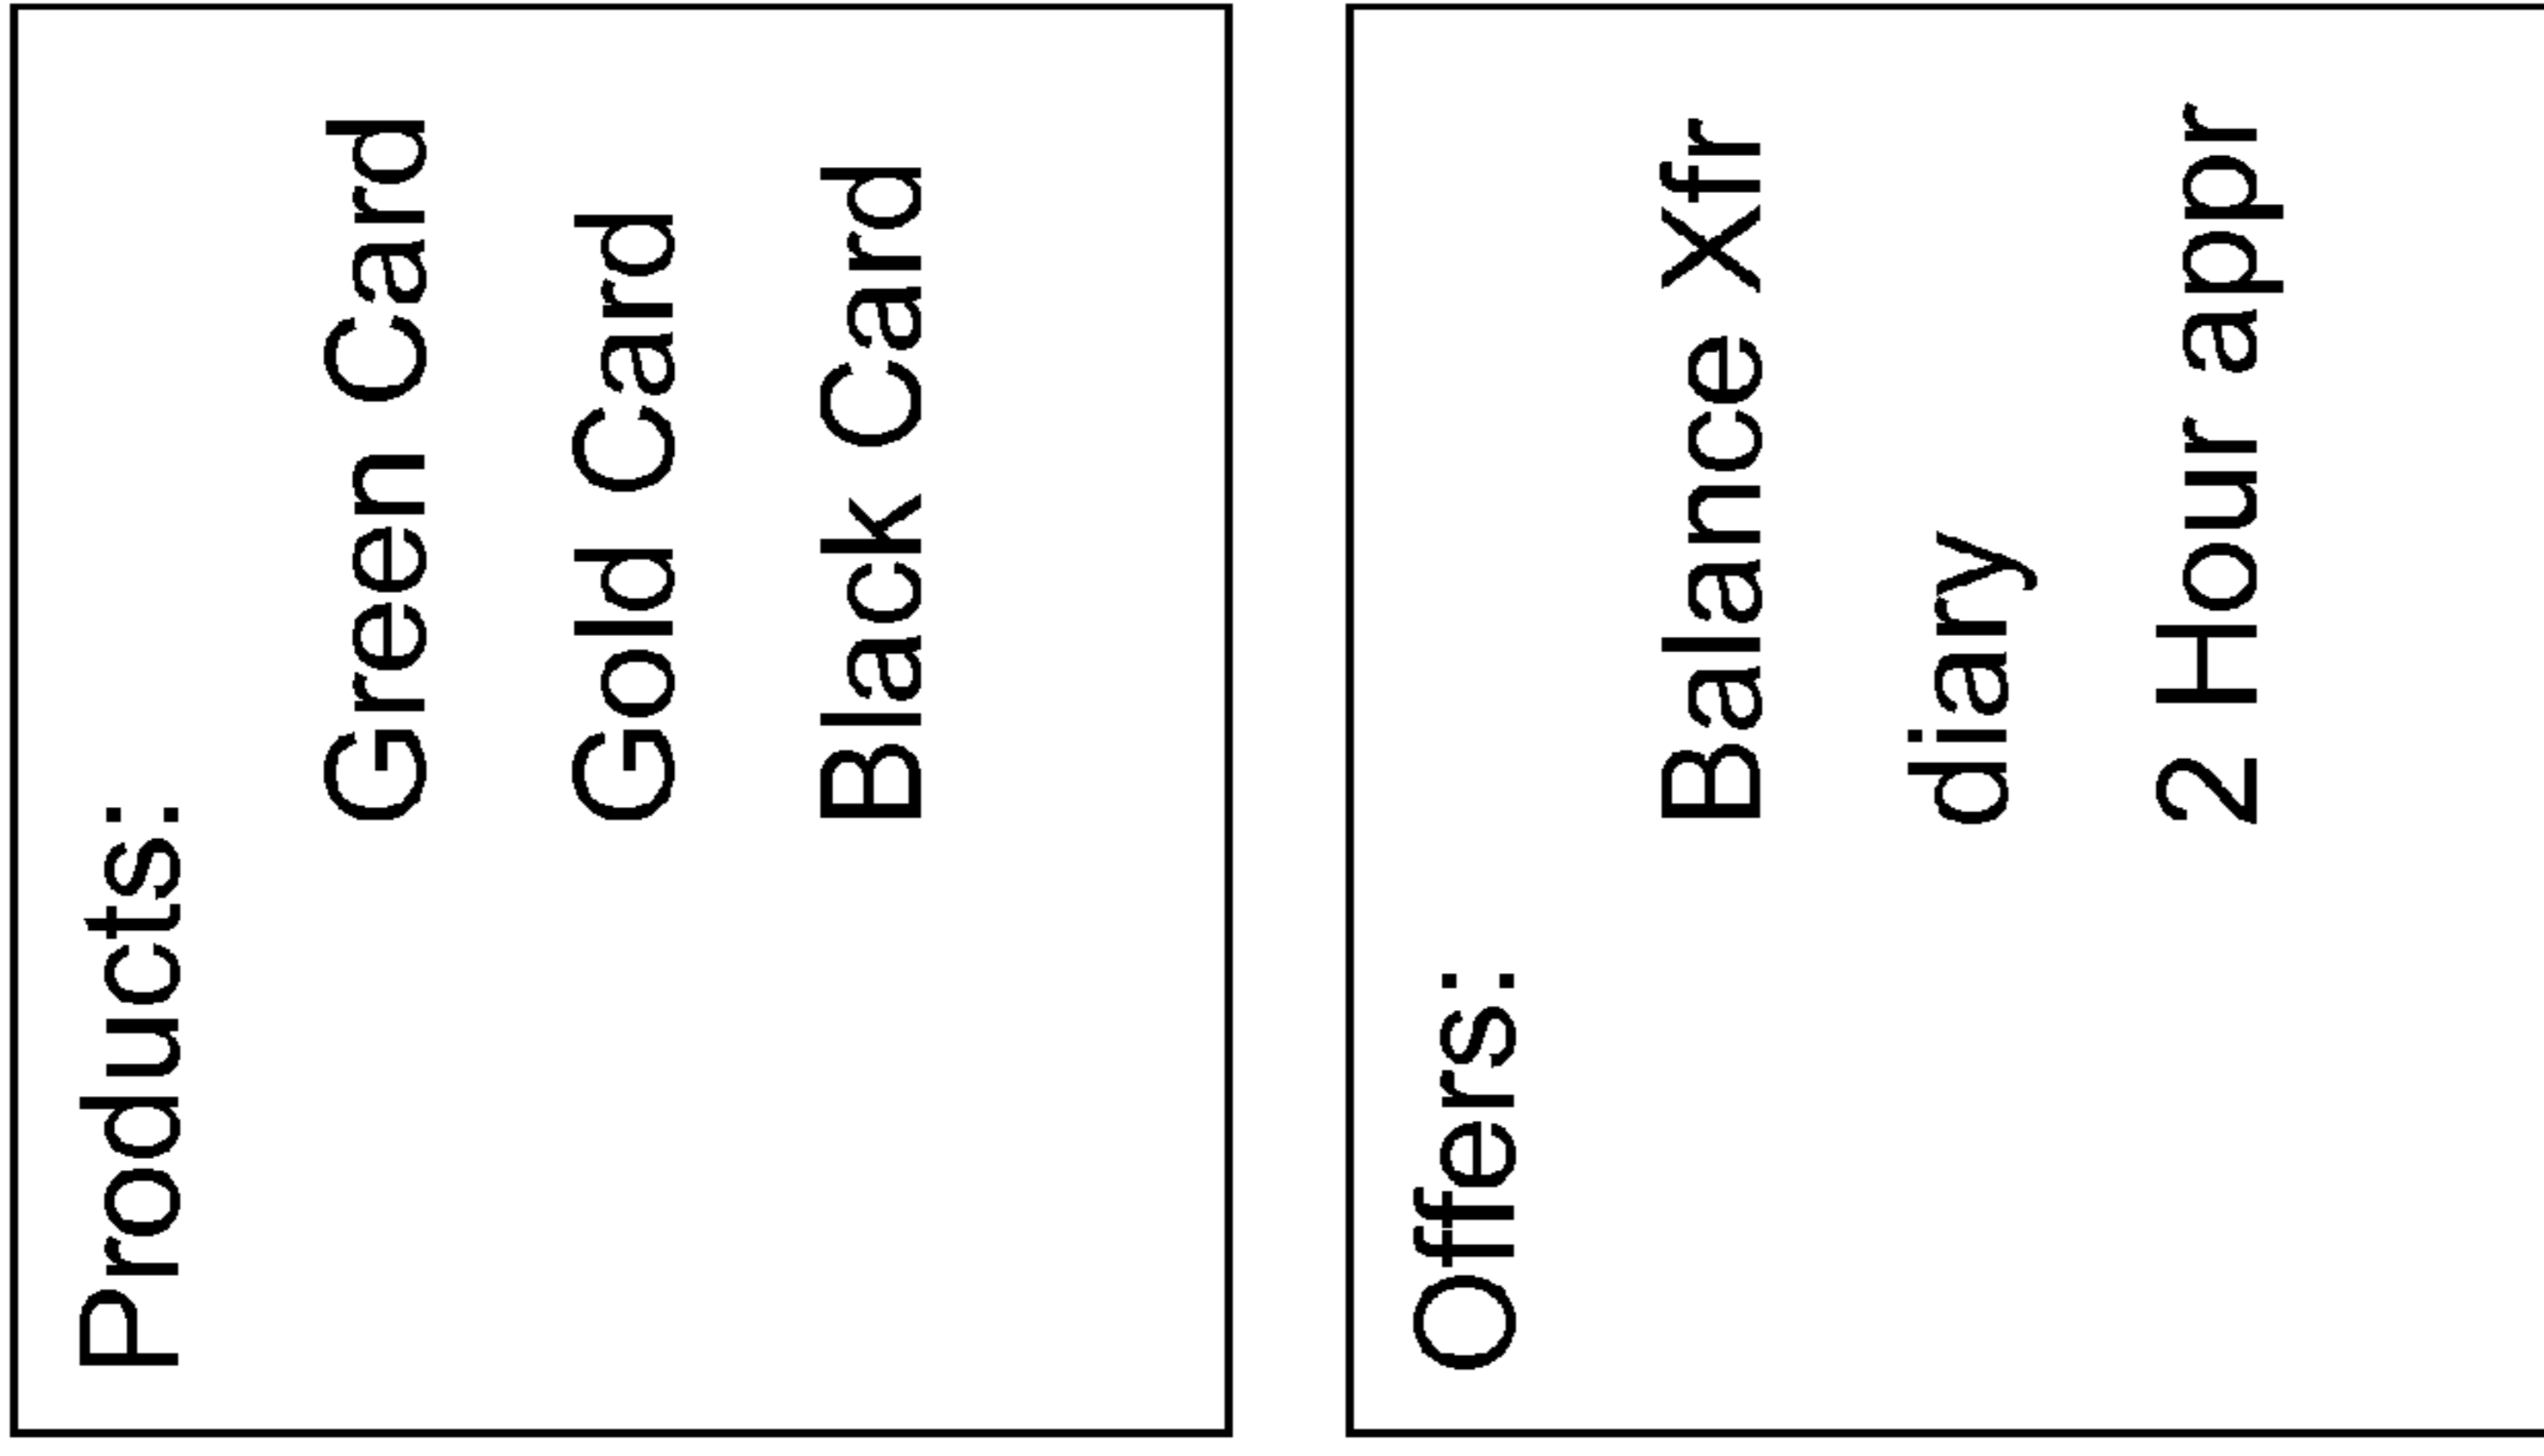 Products:
Green Card
Gold Card
Black Card
Offers:
Balance Xfr
diary
2 Hour appr